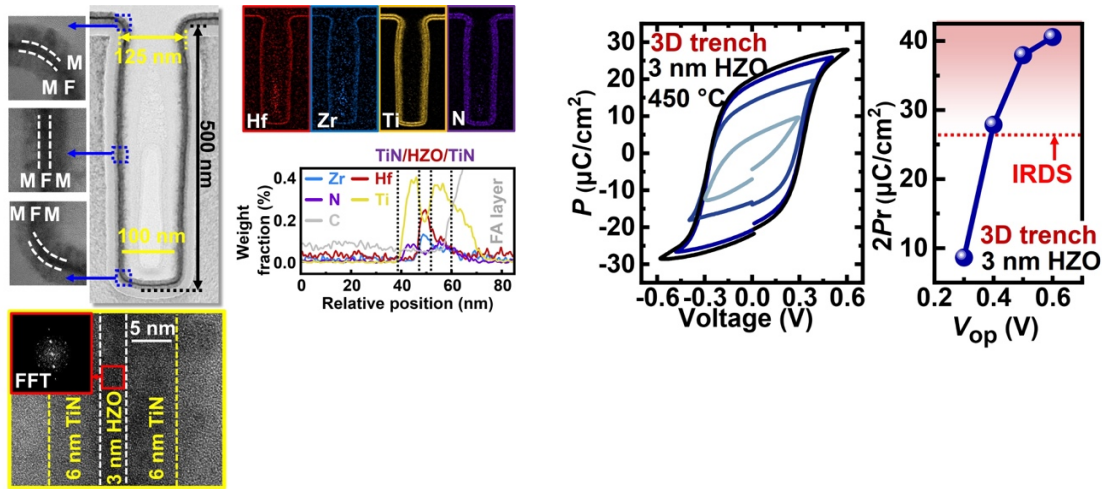 M
M F
M F M
M F M
125 nm
500 nm
100 nm
Hf
Zr
Ti
N
TiN/HZO/TiN
Zr
Hf
N
Ti
C
FA layer
Weight
fraction (%)
0.4
0.2
0.0
0 10 20 30 40 50 60 70 80
Relative position (nm)
FFT
5 nm
6 nm TiN
3 nm HZO
6 nm TiN
3D trench
3 nm HZO
450 °C
P (µC/cm²)
30
20
10
0
-10
-20
-30
-0.6 -0.3 0.0 0.3 0.6
Voltage (V)
2Pr (µC/cm²)
40
30
20
10
IRDS
3D trench
3 nm HZO
0.2 0.4 0.6
Vop (V)